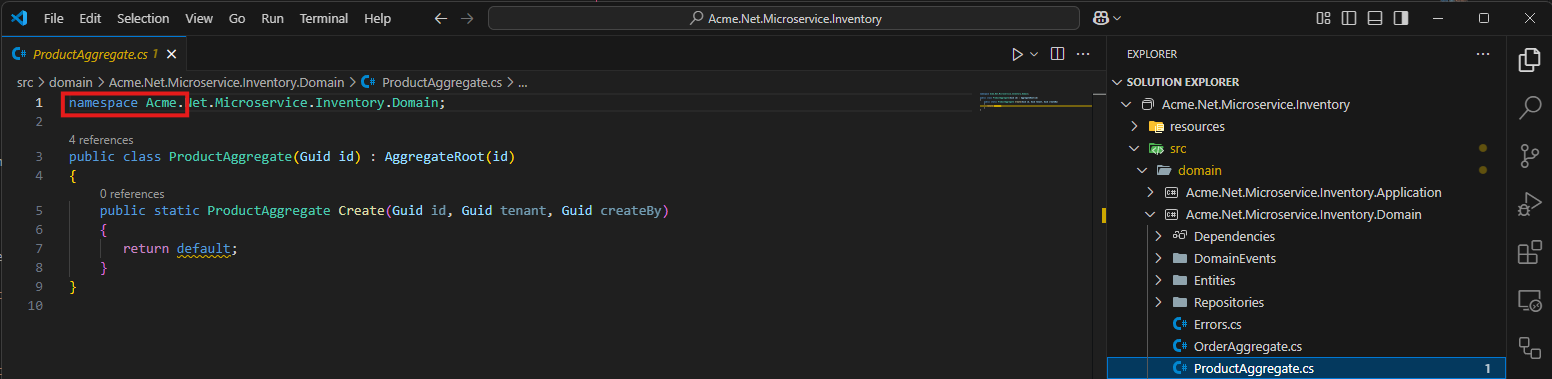 File Edit Selection View Go Run Terminal Help Acme.Net.Microservice.Inventory
ProductAggregate.cs 1
src > domain > Acme.Net.Microservice.Inventory.Domain > ProductAggregate.cs > ...
1 namespace Acme.Net.Microservice.Inventory.Domain;
2
4 references
3 public class ProductAggregate(Guid id) : AggregateRoot(id)
4 {
0 references
5 public static ProductAggregate Create(Guid id, Guid tenant, Guid createBy)
6 {
7 return default;
8 }
9 }
10
EXPLORER
SOLUTION EXPLORER
Acme.Net.Microservice.Inventory
resources
src
domain
Acme.Net.Microservice.Inventory.Application
Acme.Net.Microservice.Inventory.Domain
Dependencies
DomainEvents
Entities
Repositories
Errors.cs
OrderAggregate.cs
ProductAggregate.cs 1